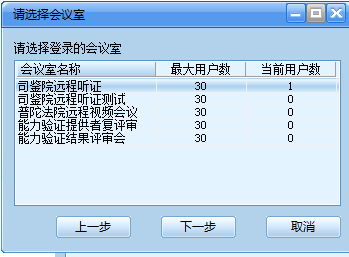 请选择会议室
请选择登录的会议室
会议室名称 最大用户数 当前用户数
司鉴院远程听证 30 1
司鉴院远程听证测试 30 0
普陀法院远程视频会议 30 0
能力验证提供者复评审 30 0
能力验证结果评审会 30 0
上一步 下一步 取消